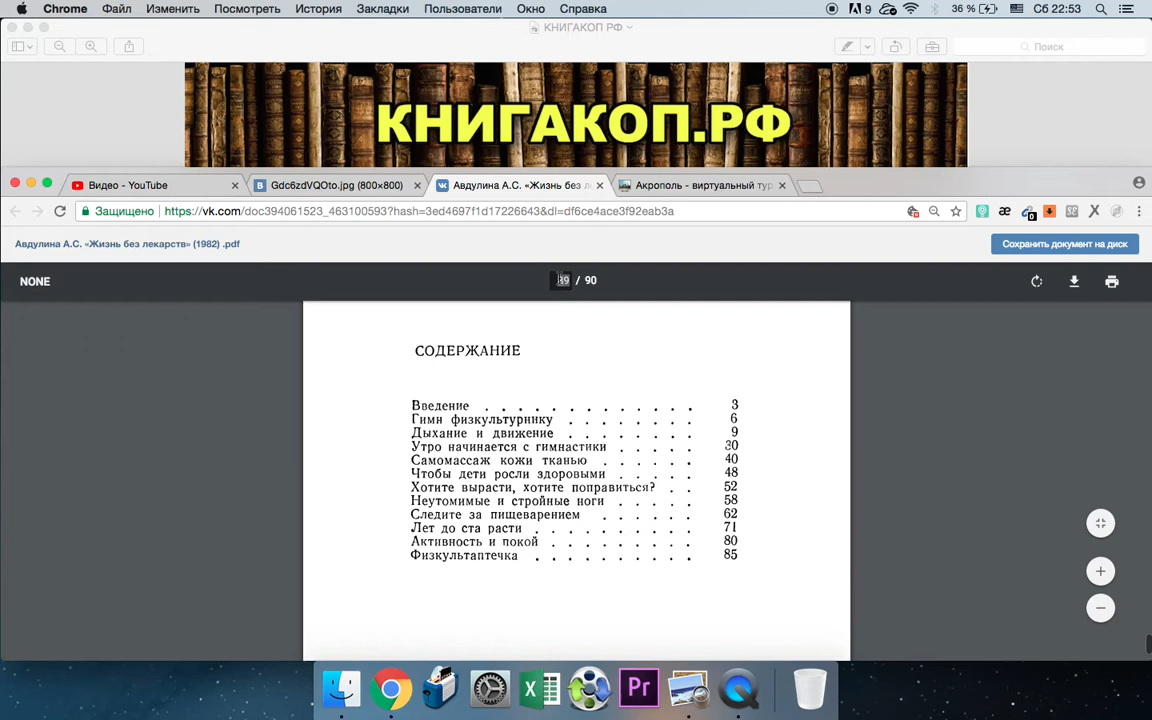 Chrome Файл Изменить Посмотреть История Закладки Пользователи Окно Справка 9 36 % Сб 22:53
КНИГАКОП РФ
Поиск
КНИГАКОП.РФ
Видео - YouTube Gdc6zdVQOto.jpg (800×800) Авдулина А.С. «Жизнь без л Акрополь - виртуальный тур
Защищено https://vk.com/doc394061523_463100593?hash=3ed4697f1d17226643&dl=df6ce4ace3f92eab3a
Авдулина А.С. «Жизнь без лекарств» (1982) .pdf Сохранить документ на диск
NONE 89 / 90
СОДЕРЖАНИЕ
Введение . . . . . . . . . . . . . 3
Гимн физкультурнику . . . . . . . . 6
Дыхание и движение . . . . . . . . 9
Утро начинается с гимнастики . . . . . 30
Самомассаж кожи тканью . . . . . . 40
Чтобы дети росли здоровыми . . . . . 48
Хотите вырасти, хотите поправиться? . . 52
Неутомимые и стройные ноги . . . . . 58
Следите за пищеварением . . . . . . 62
Лет до ста расти . . . . . . . . . . 71
Активность и покой . . . . . . . . . 80
Физкультаптечка . . . . . . . . . . 85
Pr